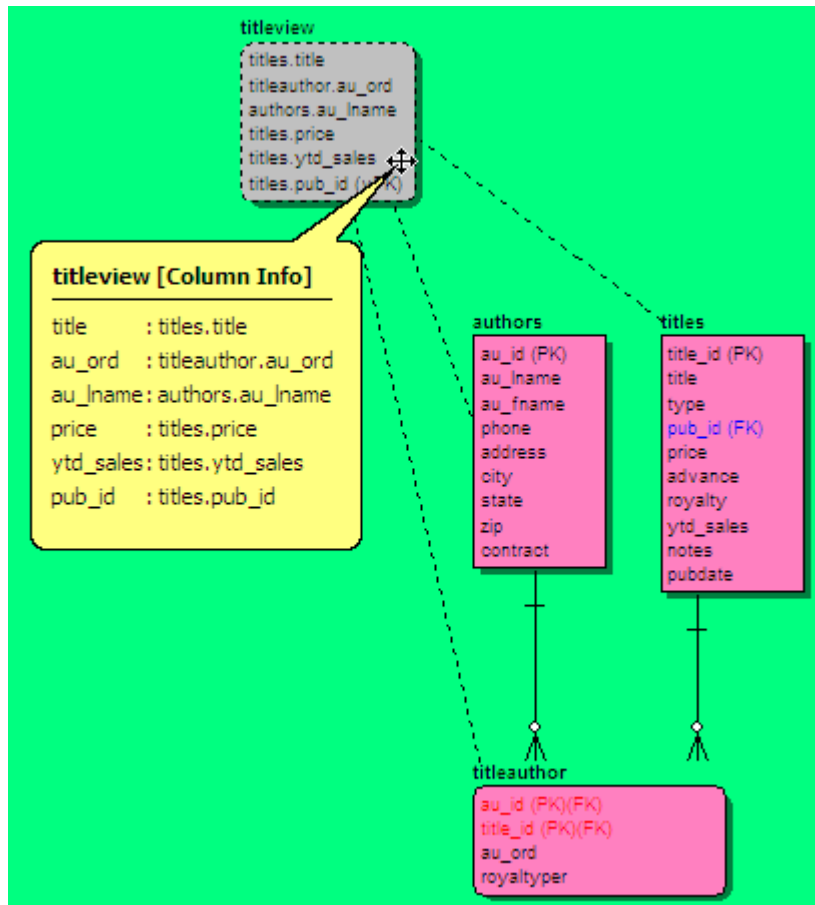 titleview
titles.title
titleauthor.au_ord
authors.au_lname
titles.price
titles.ytd_sales
titles.pub_id
titleview [Column Info]
title : titles.title
au_ord : titleauthor.au_ord
au_lname: authors.au_lname
price : titles.price
ytd_sales: titles.ytd_sales
pub_id : titles.pub_id
authors
au_id (PK)
au_lname
au_fname
phone
address
city
state
zip
contract
titles
title_id (PK)
title
type
pub_id (FK)
price
advance
royalty
ytd_sales
notes
pubdate
titleauthor
au_id (PK)(FK)
title_id (PK)(FK)
au_ord
royaltyper